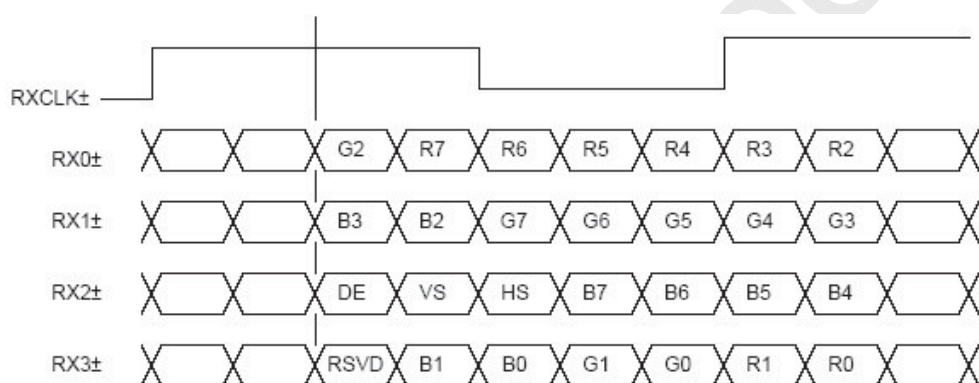 RXCLK±
RX0± G2 R7 R6 R5 R4 R3 R2
RX1± B3 B2 G7 G6 G5 G4 G3
RX2± DE VS HS B7 B6 B5 B4
RX3± RSVD B1 B0 G1 G0 R1 R0